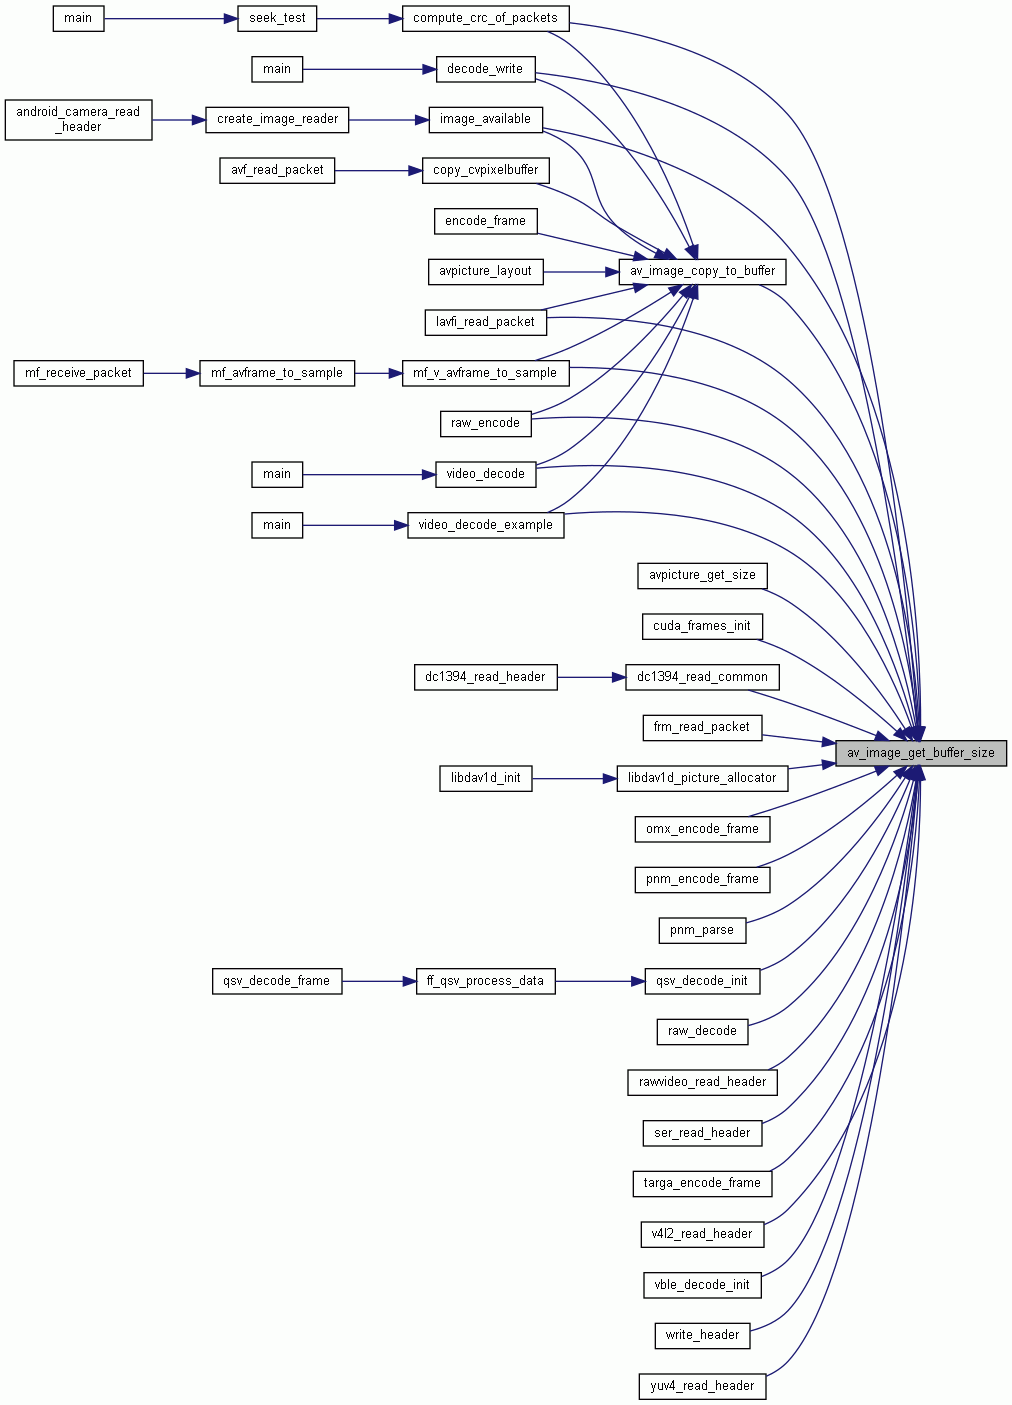 main
seek_test
compute_crc_of_packets
main
decode_write
android_camera_read
_header
create_image_reader
image_available
avf_read_packet
copy_cvpixelbuffer
encode_frame
avpicture_layout
av_image_copy_to_buffer
lavfi_read_packet
mf_receive_packet
mf_avframe_to_sample
mf_v_avframe_to_sample
raw_encode
main
video_decode
main
video_decode_example
avpicture_get_size
cuda_frames_init
dc1394_read_header
dc1394_read_common
frm_read_packet
av_image_get_buffer_size
libdav1d_init
libdav1d_picture_allocator
omx_encode_frame
pnm_encode_frame
pnm_parse
qsv_decode_frame
ff_qsv_process_data
qsv_decode_init
raw_decode
rawvideo_read_header
ser_read_header
targa_encode_frame
v4l2_read_header
vble_decode_init
write_header
yuv4_read_header